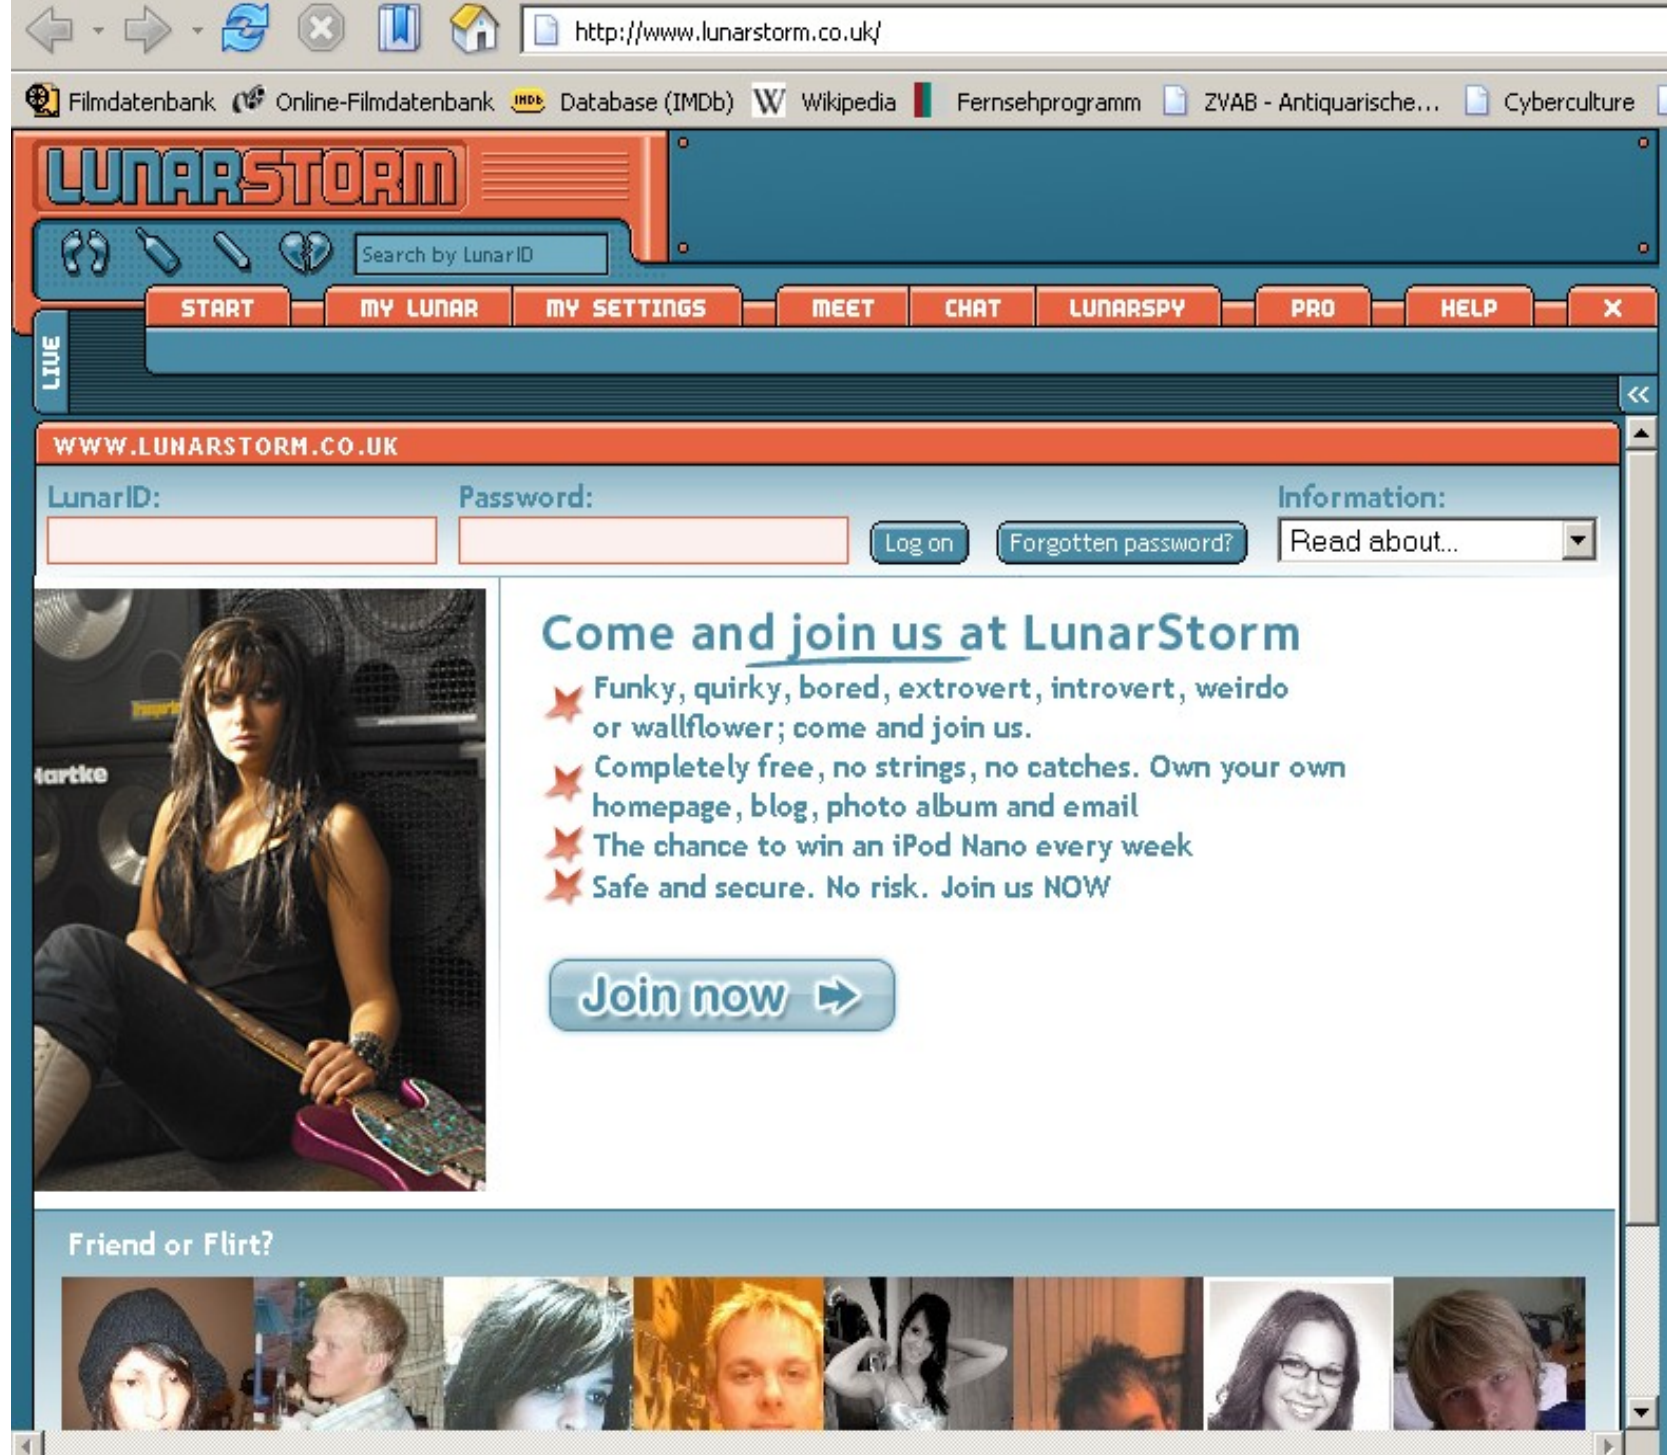 http://www.lunarstorm.co.uk/
Filmdatenbank Online-Filmdatenbank IMDb Database (IMDb) W Wikipedia Fernsehprogramm ZVAB - Antiquarische... Cyberculture
LUNARSTORM
Search by LunarID
START MY LUNAR MY SETTINGS MEET CHAT LUNARSPY PRO HELP X
LIVE
«
WWW.LUNARSTORM.CO.UK
LunarID: Password: Information:
Log on Forgotten password? Read about...
Come and join us at LunarStorm
Funky, quirky, bored, extrovert, introvert, weirdo
or wallflower; come and join us.
Completely free, no strings, no catches. Own your own
homepage, blog, photo album and email
The chance to win an iPod Nano every week
Safe and secure. No risk. Join us NOW
Hartke
Join now
Friend or Flirt?